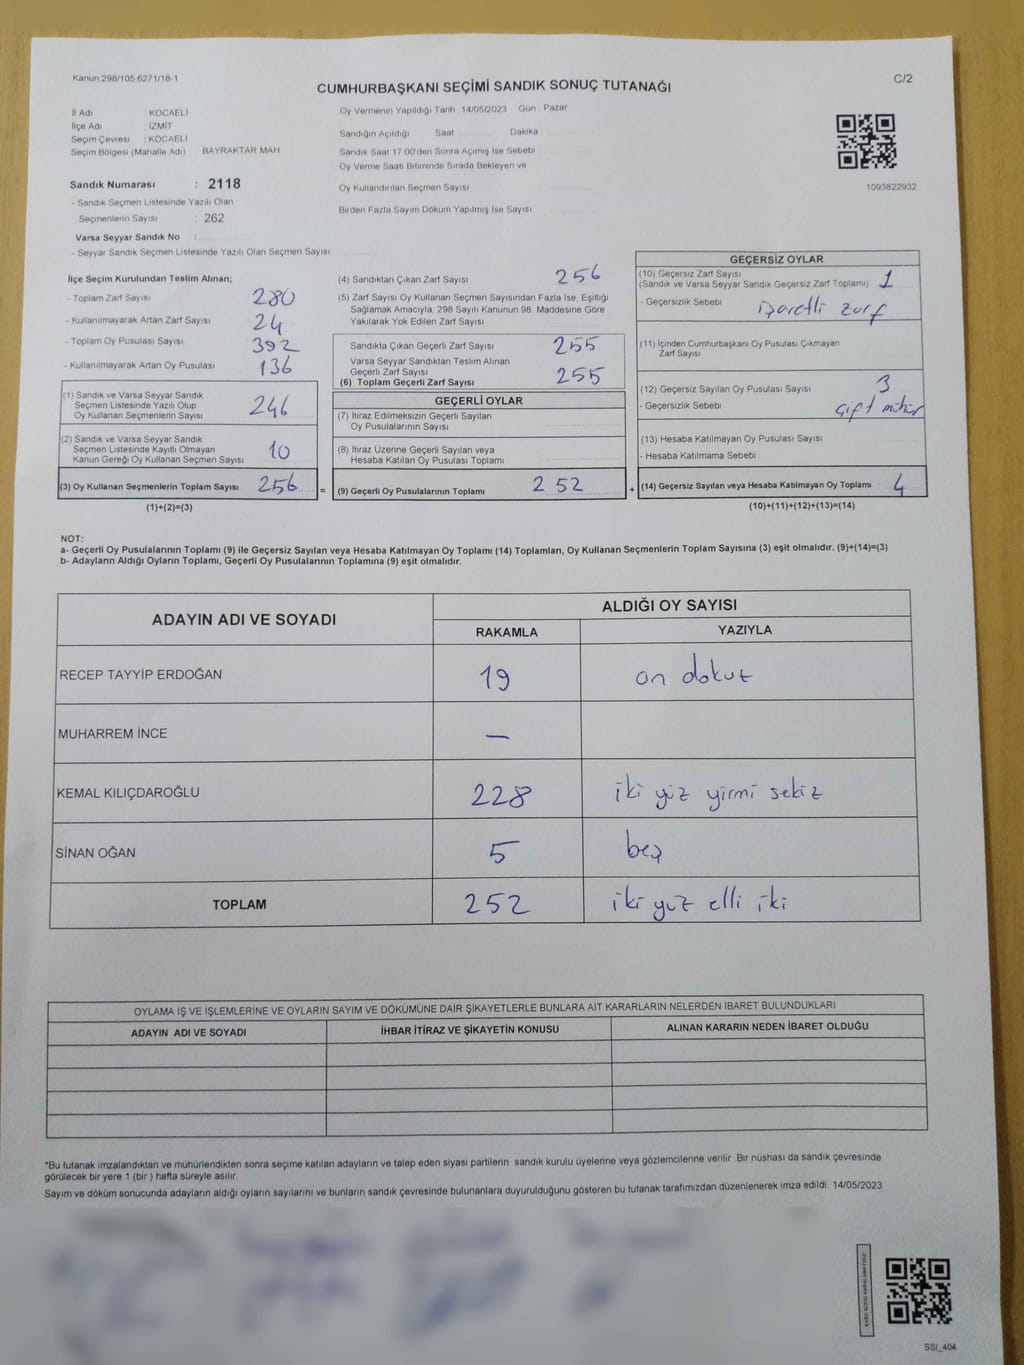 Kanun,298/105.6271/18-1
C/2
CUMHURBAŞKANI SEÇİMİ SANDIK SONUÇ TUTANAĞI
İl Adı KOCAELİ
İlçe Adı İZMİT
Seçim Çevresi : KOCAELİ
Seçim Bölgesi (Mahalle Adı) BAYRAKTAR MAH
Sandık Numarası : 2118
- Sandık Seçmen Listesinde Yazılı Olan
Seçmenlerin Sayısı : 262
Varsa Seyyar Sandık No :
- Seyyar Sandık Seçmen Listesinde Yazılı Olan Seçmen Sayısı
Oy Vermenin Yapıldığı Tarih 14/05/2023 Gün Pazar
Sandığın Açıldığı Saat Dakika
Sandık Saat 17:00'den Sonra Açımış İse Sebebi
Oy Verme Saati Bitiminde Sırada Bekleyen ve
Oy Kullandırılan Seçmen Sayısı
Birden Fazla Sayım Döküm Yapılmış İse Sayısı
1093822932
İlçe Seçim Kurulundan Teslim Alınan;
- Toplam Zarf Sayısı 280
- Kullanılmayarak Artan Zarf Sayısı 24
- Toplam Oy Pusulası Sayısı 392
- Kullanılmayarak Artan Oy Pusulası 136
(1) Sandık ve Varsa Seyyar Sandık
Seçmen Listesinde Yazılı Olup
Oy Kullanan Seçmenlerin Sayısı 246
(2) Sandık ve Varsa Seyyar Sandık
Seçmen Listesinde Kayıtlı Olmayan
Kanun Gereği Oy Kullanan Seçmen Sayısı 10
(3) Oy Kullanan Seçmenlerin Toplam Sayısı 256 =
(1)+(2)=(3)
(4) Sandıktan Çıkan Zarf Sayısı 256
(5) Zarf Sayısı Oy Kullanan Seçmen Sayısından Fazla İse, Eşitliği
Sağlamak Amacıyla, 298 Sayılı Kanunun 98. Maddesine Göre
Yakılarak Yok Edilen Zarf Sayısı
Sandıkta Çıkan Geçerli Zarf Sayısı 255
Varsa Seyyar Sandıktan Teslim Alınan
Geçerli Zarf Sayısı
(6) Toplam Geçerli Zarf Sayısı 255
GEÇERLİ OYLAR
(7) İtiraz Edilmeksizin Geçerli Sayılan
Oy Pusulalarının Sayısı
(8) İtiraz Üzerine Geçerli Sayılan veya
Hesaba Katılan Oy Pusulası Toplamı
(9) Geçerli Oy Pusulalarının Toplamı 252 +
GEÇERSİZ OYLAR
(10) Geçersiz Zarf Sayısı
(Sandık ve Varsa Seyyar Sandık Geçersiz Zarf Toplamı) 1
- Geçersizlik Sebebi işaretli zarf
(11) İçinden Cumhurbaşkanı Oy Pusulası Çıkmayan
Zarf Sayısı
(12) Geçersiz Sayılan Oy Pusulası Sayısı 3
- Geçersizlik Sebebi çift mühür
(13) Hesaba Katılmayan Oy Pusulası Sayısı
- Hesaba Katılmama Sebebi
(14) Geçersiz Sayılan veya Hesaba Katılmayan Oy Toplamı 4
(10)+(11)+(12)+(13)=(14)
NOT:
a- Geçerli Oy Pusulalarının Toplamı (9) ile Geçersiz Sayılan veya Hesaba Katılmayan Oy Toplamı (14) Toplamları, Oy Kullanan Seçmenlerin Toplam Sayısına (3) eşit olmalıdır. (9)+(14)=(3)
b- Adayların Aldığı Oyların Toplamı, Geçerli Oy Pusulalarının Toplamına (9) eşit olmalıdır.
ADAYIN ADI VE SOYADI
ALDIĞI OY SAYISI
RAKAMLA YAZIYLA
RECEP TAYYİP ERDOĞAN 19 on dokuz
MUHARREM İNCE —
KEMAL KILIÇDAROĞLU 228 iki yüz yirmi sekiz
SİNAN OĞAN 5 beş
TOPLAM 252 iki yüz elli iki
OYLAMA İŞ VE İŞLEMLERİNE VE OYLARIN SAYIM VE DÖKÜMÜNE DAİR ŞİKAYETLERLE BUNLARA AİT KARARLARIN NELERDEN İBARET BULUNDUKLARI
ADAYIN ADI VE SOYADI İHBAR İTİRAZ VE ŞİKAYETİN KONUSU ALINAN KARARIN NEDEN İBARET OLDUĞU
*Bu tutanak imzalandıktan ve mühürlendikten sonra seçime katılan adayların ve talep eden siyasi partilerin sandık kurulu üyelerine veya gözlemcilerine verilir. Bir nüshası da sandık çevresinde
görülecek bir yere 1 (bir) hafta süreyle asılır.
Sayım ve döküm sonucunda adayların aldığı oyların sayılarını ve bunların sandık çevresinde bulunanlara duyurulduğunu gösteren bu tutanak tarafımızdan düzenlenerek imza edildi 14/05/2023
KARE KODU KARALAMAYINIZ
SSI_404